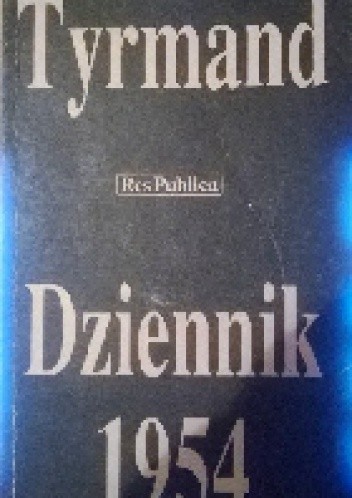 Tyrmand
Res Publica
Dziennik
1954